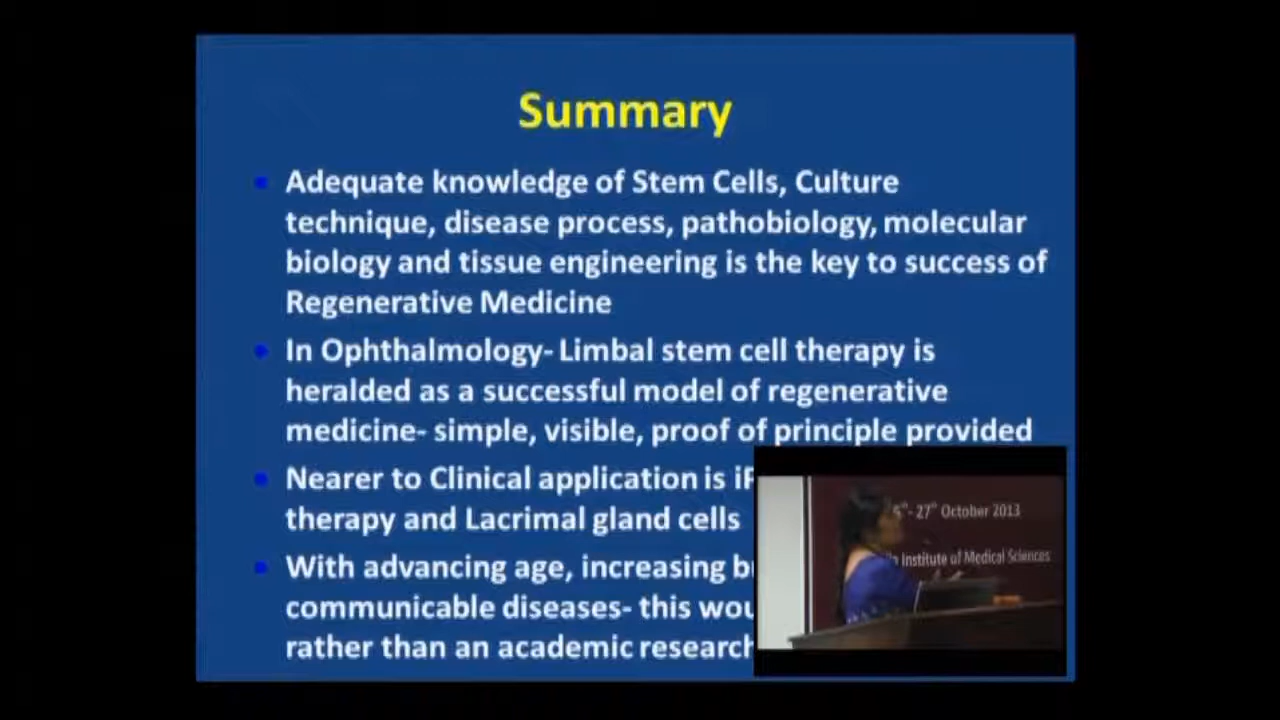 Summary
Adequate knowledge of Stem Cells, Culture
technique, disease process, pathobiology, molecular
biology and tissue engineering is the key to success of
Regenerative Medicine
In Ophthalmology- Limbal stem cell therapy is
heralded as a successful model of regenerative
medicine- simple, visible, proof of principle provided
Nearer to Clinical application is
therapy and Lacrimal gland cells
With advancing age, increasing
communicable diseases- this
rather than an academic research
- 27th October 2013
Institute of Medical Sciences